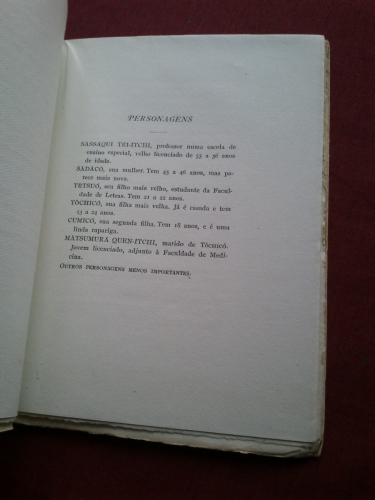 PERSONAGENS
SASSAQUI TEI-ITCHI, professor numa escola de
ensino especial, velho licenciado de 55 a 56 anos
de idade.
SADACÓ, sua mulher. Tem 45 a 46 anos, mas pa-
rece mais nova.
TETSUÓ, seu filho mais velho, estudante da Facul-
dade de Letras. Tem 21 a 22 anos.
TÓCHICÓ, sua filha mais velha. Já é casada e tem
23 a 24 anos.
CUMICÓ, sua segunda filha. Tem 18 anos, e é uma
linda rapariga.
MATSUMURA QUEN-ITCHI, marido de Tóchicó.
Jovem licenciado, adjunto à Faculdade de Medi-
cina.
OUTROS PERSONAGENS MENOS IMPORTANTES.